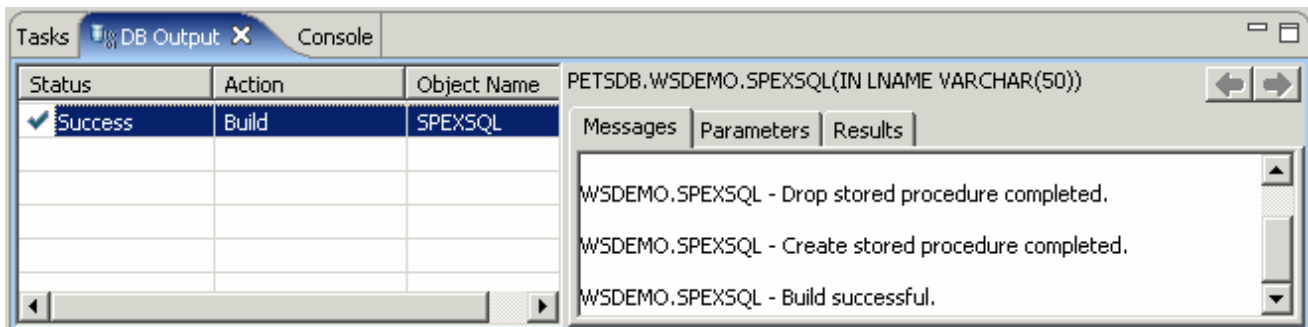 Tasks DB Output Console
Status Action Object Name
Success Build SPEXSQL
PETSDB.WSDEMO.SPEXSQL(IN LNAME VARCHAR(50))
Messages Parameters Results
WSDEMO.SPEXSQL - Drop stored procedure completed.
WSDEMO.SPEXSQL - Create stored procedure completed.
WSDEMO.SPEXSQL - Build successful.